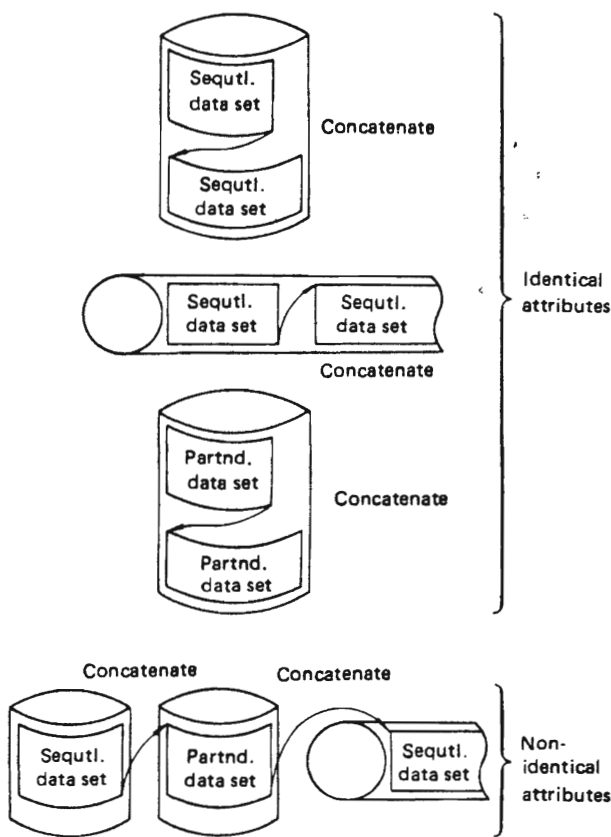 Sequtl.
data set
Concatenate
Sequtl.
data set
Sequtl.
data set
Sequtl.
data set
Concatenate
Identical
attributes
Partnd.
data set
Concatenate
Partnd.
data set
Concatenate
Concatenate
Sequtl.
data set
Partnd.
data set
Sequtl.
data set
Non-
identical
attributes